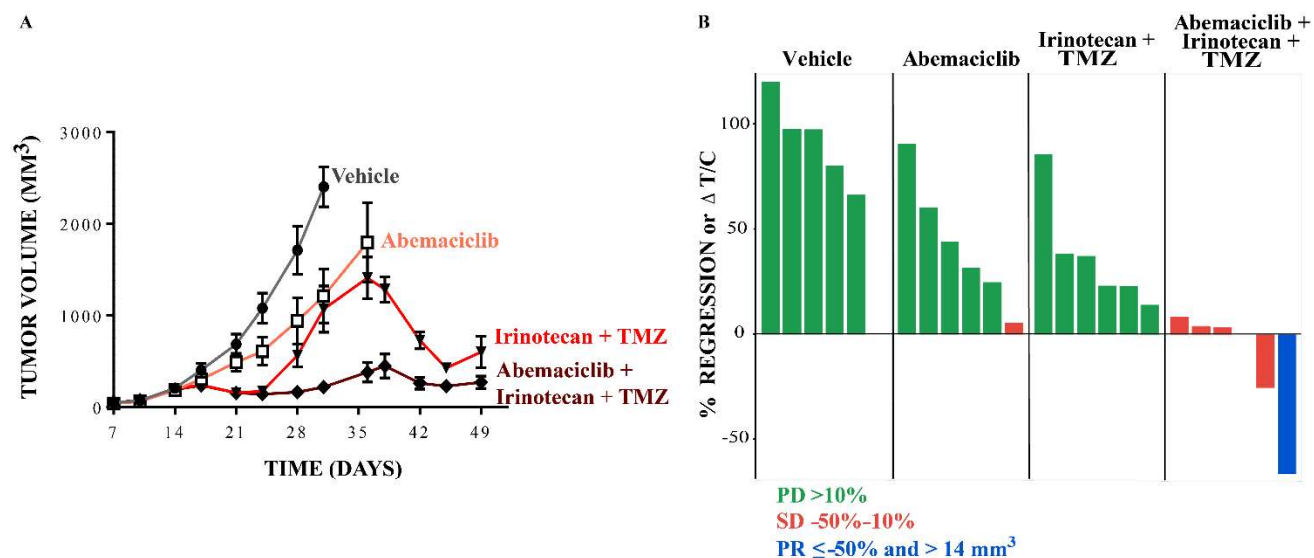 A
TUMOR VOLUME (MM³)
3000
2000
1000
0
7
14
21
28
35
42
49
TIME (DAYS)
Vehicle
Abemaciclib
Irinotecan + TMZ
Abemaciclib +
Irinotecan + TMZ
B
Vehicle
Abemaciclib
Irinotecan +
TMZ
Abemaciclib +
Irinotecan +
TMZ
% REGRESSION or Δ T/C
100
50
0
-50
PD >10%
SD -50%-10%
PR ≤-50% and > 14 mm³